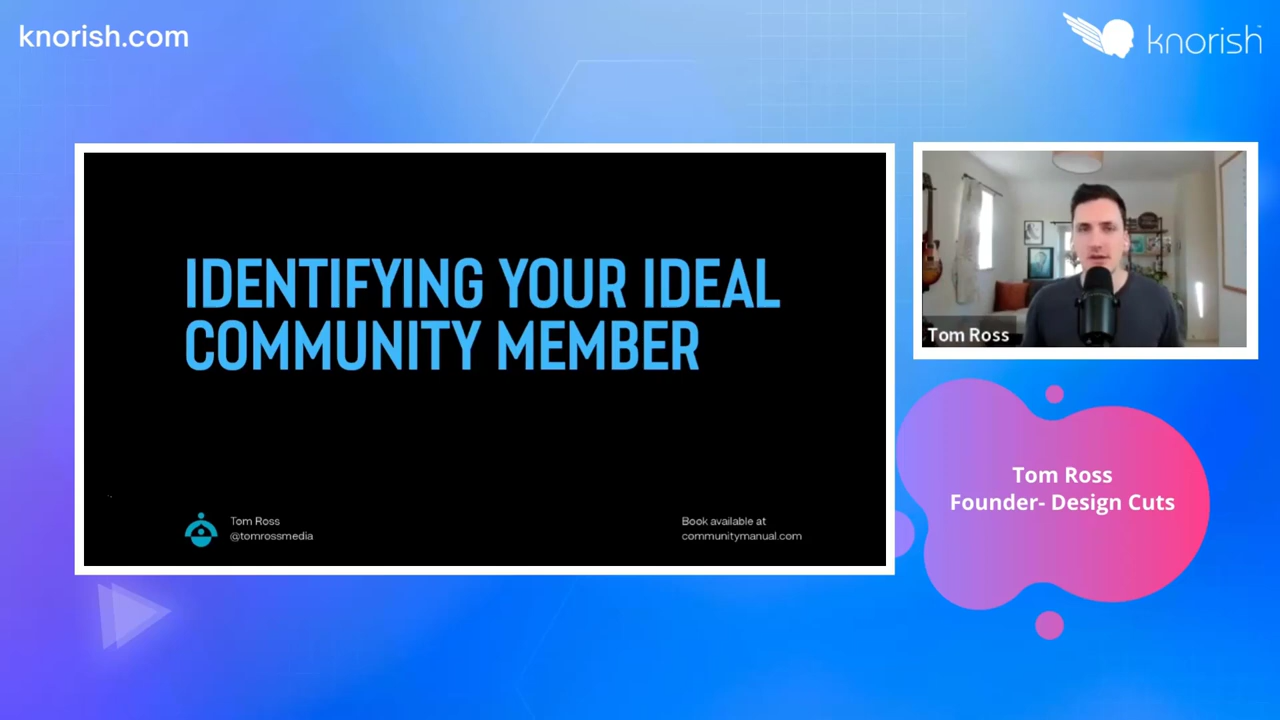 knorish.com
knorish
IDENTIFYING YOUR IDEAL
COMMUNITY MEMBER
Tom Ross
@tomrossmedia
Book available at
communitymanual.com
Tom Ross
Tom Ross
Founder- Design Cuts